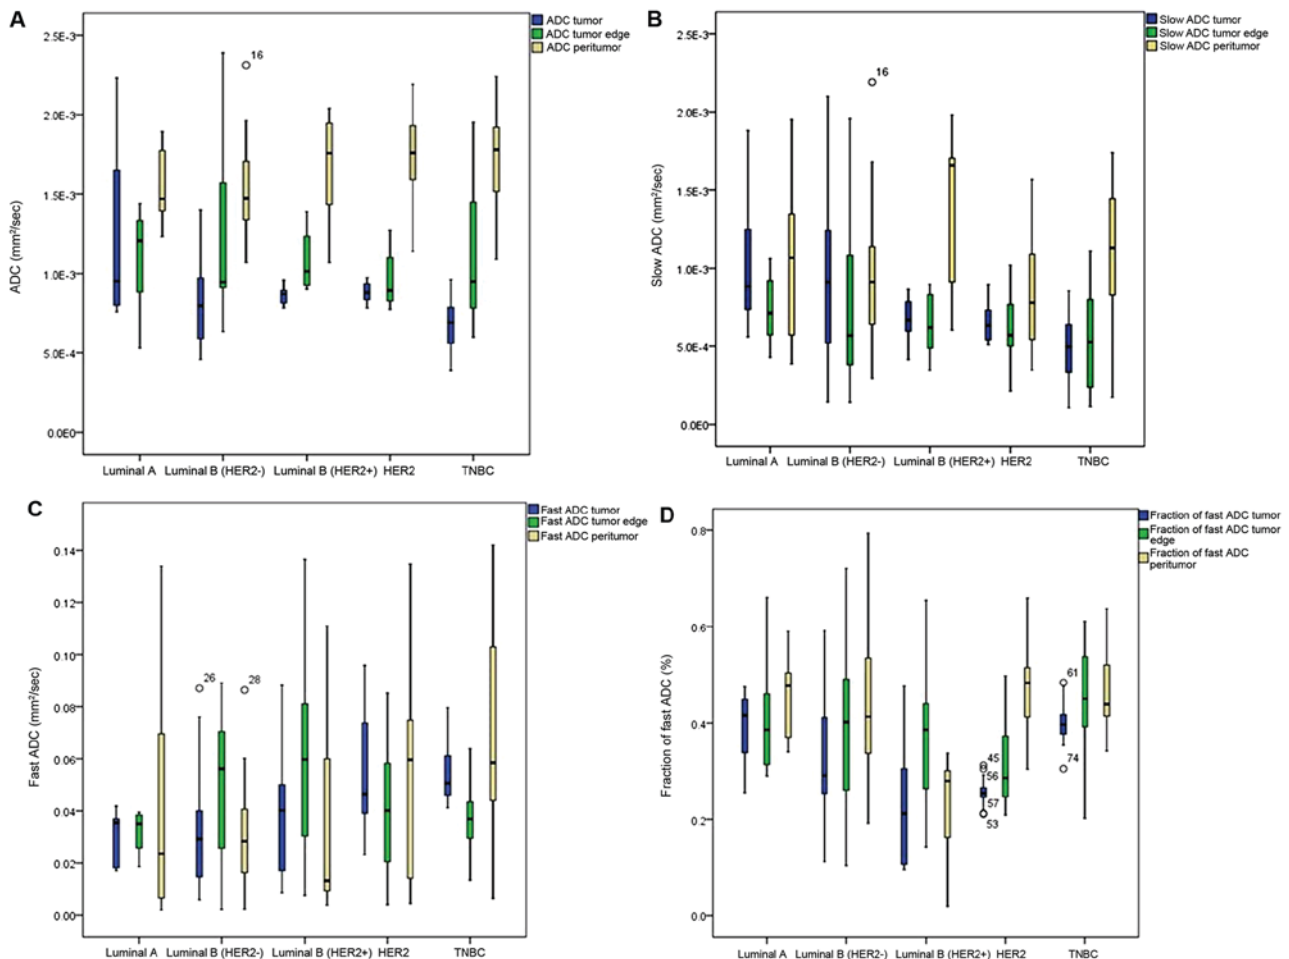 A
ADC tumor
ADC tumor edge
ADC peritumor
2.5E-3
2.0E-3
1.5E-3
1.0E-3
5.0E-4
0.0E0
ADC (mm²/sec)
16
Luminal A Luminal B (HER2-) Luminal B (HER2+) HER2 TNBC
B
Slow ADC tumor
Slow ADC tumor edge
Slow ADC peritumor
2.5E-3
2.0E-3
1.5E-3
1.0E-3
5.0E-4
0.0E0
Slow ADC (mm²/sec)
16
Luminal A Luminal B (HER2-) Luminal B (HER2+) HER2 TNBC
C
Fast ADC tumor
Fast ADC tumor edge
Fast ADC peritumor
0.14
0.12
0.10
0.08
0.06
0.04
0.02
0.00
Fast ADC (mm²/sec)
26
28
Luminal A Luminal B (HER2-) Luminal B (HER2+) HER2 TNBC
D
Fraction of fast ADC tumor
Fraction of fast ADC tumor
edge
Fraction of fast ADC
peritumor
0.8
0.6
0.4
0.2
0.0
Fraction of fast ADC (%)
45
56
57
53
61
74
Luminal A Luminal B (HER2-) Luminal B (HER2+) HER2 TNBC